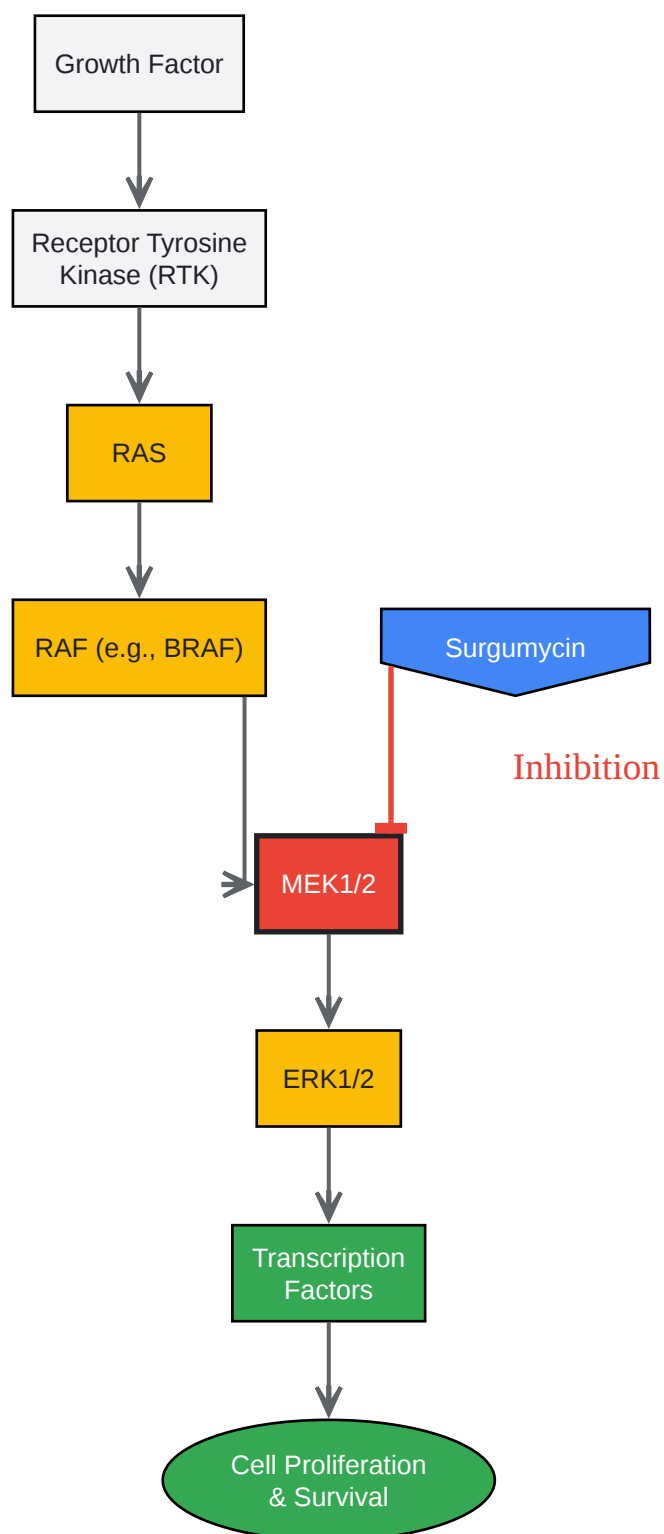 Growth Factor
Receptor Tyrosine
Kinase (RTK)
RAS
RAF (e.g., BRAF)
Surgumycin
Inhibition
MEK1/2
ERK1/2
Transcription
Factors
Cell Proliferation
& Survival